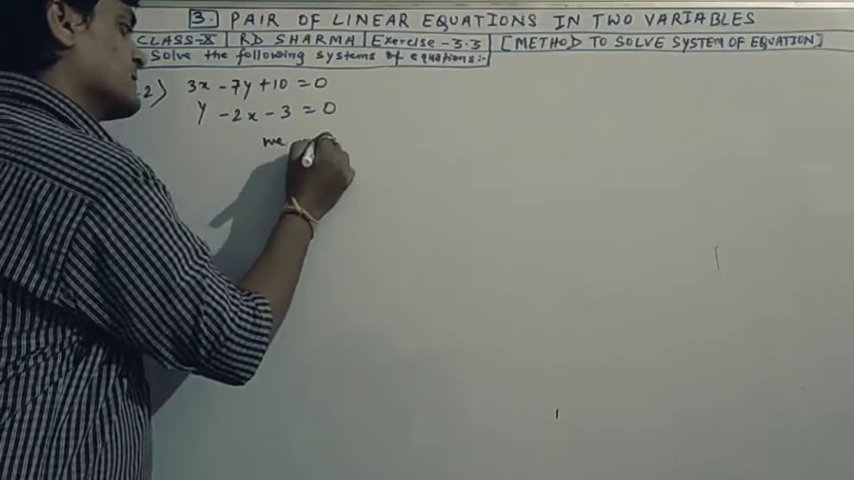 3. PAIR OF LINEAR EQUATIONS IN TWO VARIABLES
CLASS-X | RD SHARMA | Exercise-3.3 [METHOD TO SOLVE SYSTEM OF EQUATION]
Solve the following systems of equations:-
2) 3x - 7y + 10 = 0
y - 2x - 3 = 0
we